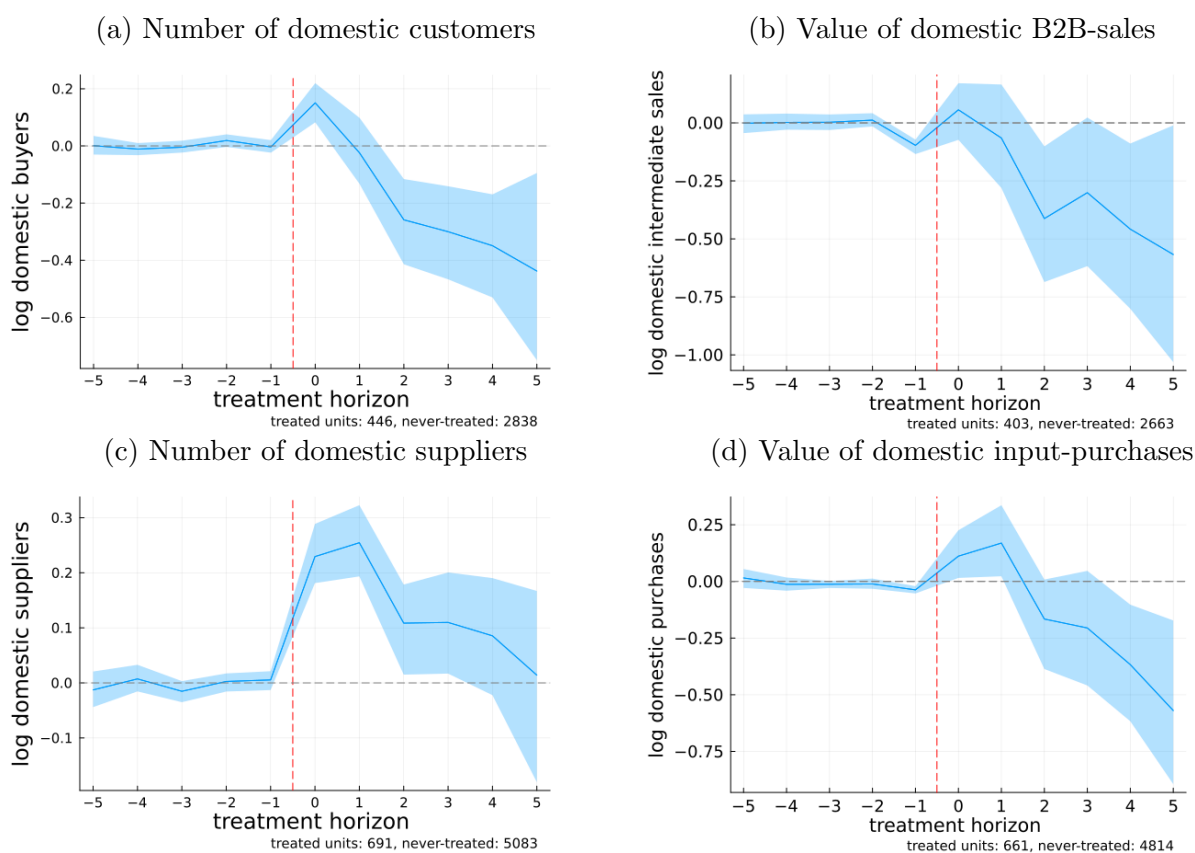 (a) Number of domestic customers
log domestic buyers
0.2
0.0
−0.2
−0.4
−0.6
−5 −4 −3 −2 −1 0 1 2 3 4 5
treatment horizon
treated units: 446, never-treated: 2838
(b) Value of domestic B2B-sales
log domestic intermediate sales
0.00
−0.25
−0.50
−0.75
−1.00
−5 −4 −3 −2 −1 0 1 2 3 4 5
treatment horizon
treated units: 403, never-treated: 2663
(c) Number of domestic suppliers
log domestic suppliers
0.3
0.2
0.1
0.0
−0.1
−5 −4 −3 −2 −1 0 1 2 3 4 5
treatment horizon
treated units: 691, never-treated: 5083
(d) Value of domestic input-purchases
log domestic purchases
0.25
0.00
−0.25
−0.50
−0.75
−5 −4 −3 −2 −1 0 1 2 3 4 5
treatment horizon
treated units: 661, never-treated: 4814